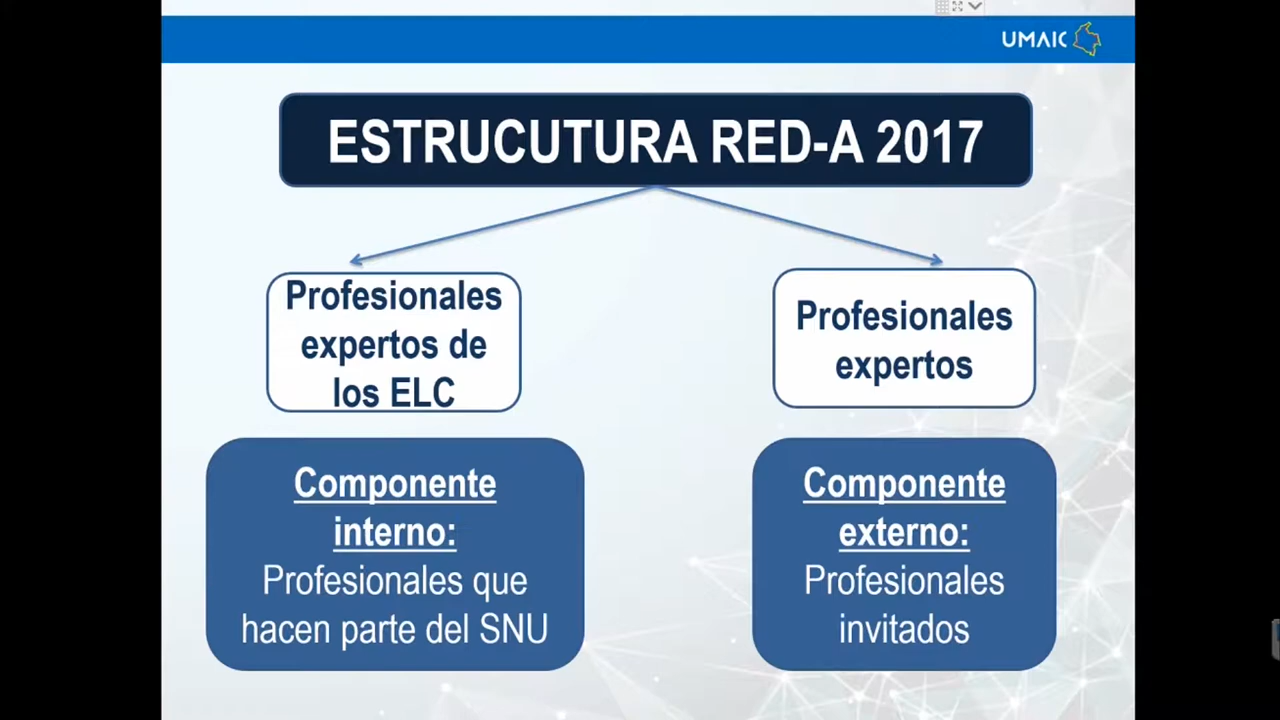 UMAIC
ESTRUCUTURA RED-A 2017
Profesionales
expertos de
los ELC
Profesionales
expertos
Componente
interno:
Profesionales que
hacen parte del SNU
Componente
externo:
Profesionales
invitados